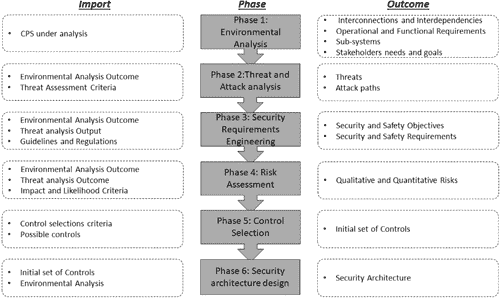 Import
Phase
Outcome
• CPS under analysis
Phase 1:
Environmental
Analysis
• Interconnections and Interdependencies
• Operational and Functional Requirements
• Sub-systems
• Stakeholders needs and goals
• Environmental Analysis Outcome
• Threat Assessment Criteria
Phase 2:Threat and
Attack analysis
• Threats
• Attack paths
• Environmental Analysis Outcome
• Threat analysis Output
• Guidelines and Regulations
Phase 3: Security
Requirements
Engineering
• Security and Safety Objectives
• Security and Safety Requirements
• Environmental Analysis Outcome
• Threat analysis Outcome
• Impact and Likelihood Criteria
Phase 4: Risk
Assessment
• Qualitative and Quantitative Risks
• Control selections criteria
• Possible controls
Phase 5: Control
Selection
• Initial set of Controls
• Initial set of Controls
• Environmental Analysis
Phase 6: Security
architecture design
• Security Architecture